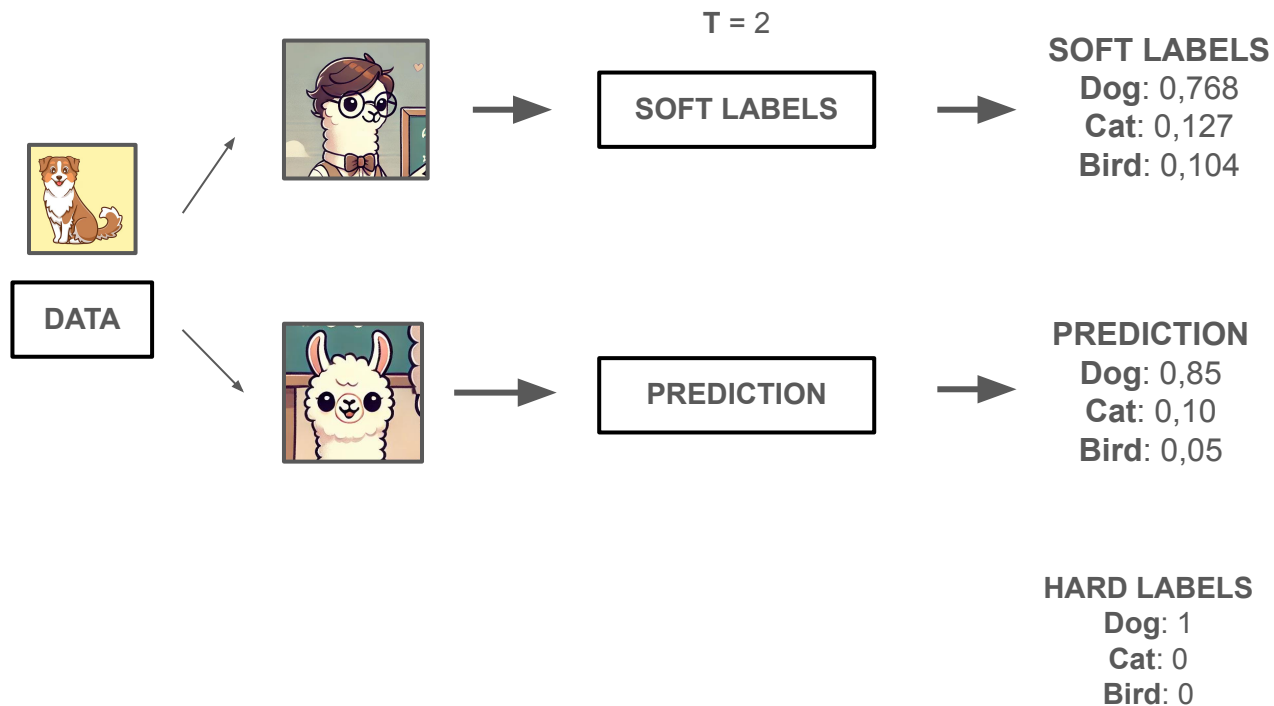 T = 2
SOFT LABELS
SOFT LABELS
Dog: 0,768
Cat: 0,127
Bird: 0,104
DATA
PREDICTION
PREDICTION
Dog: 0,85
Cat: 0,10
Bird: 0,05
HARD LABELS
Dog: 1
Cat: 0
Bird: 0